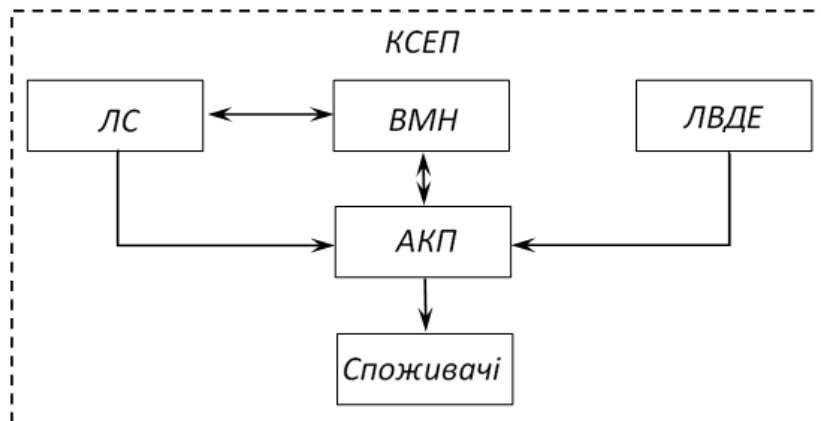 КСЕП
ЛС
ВМН
ЛВДЕ
АКП
Споживачі